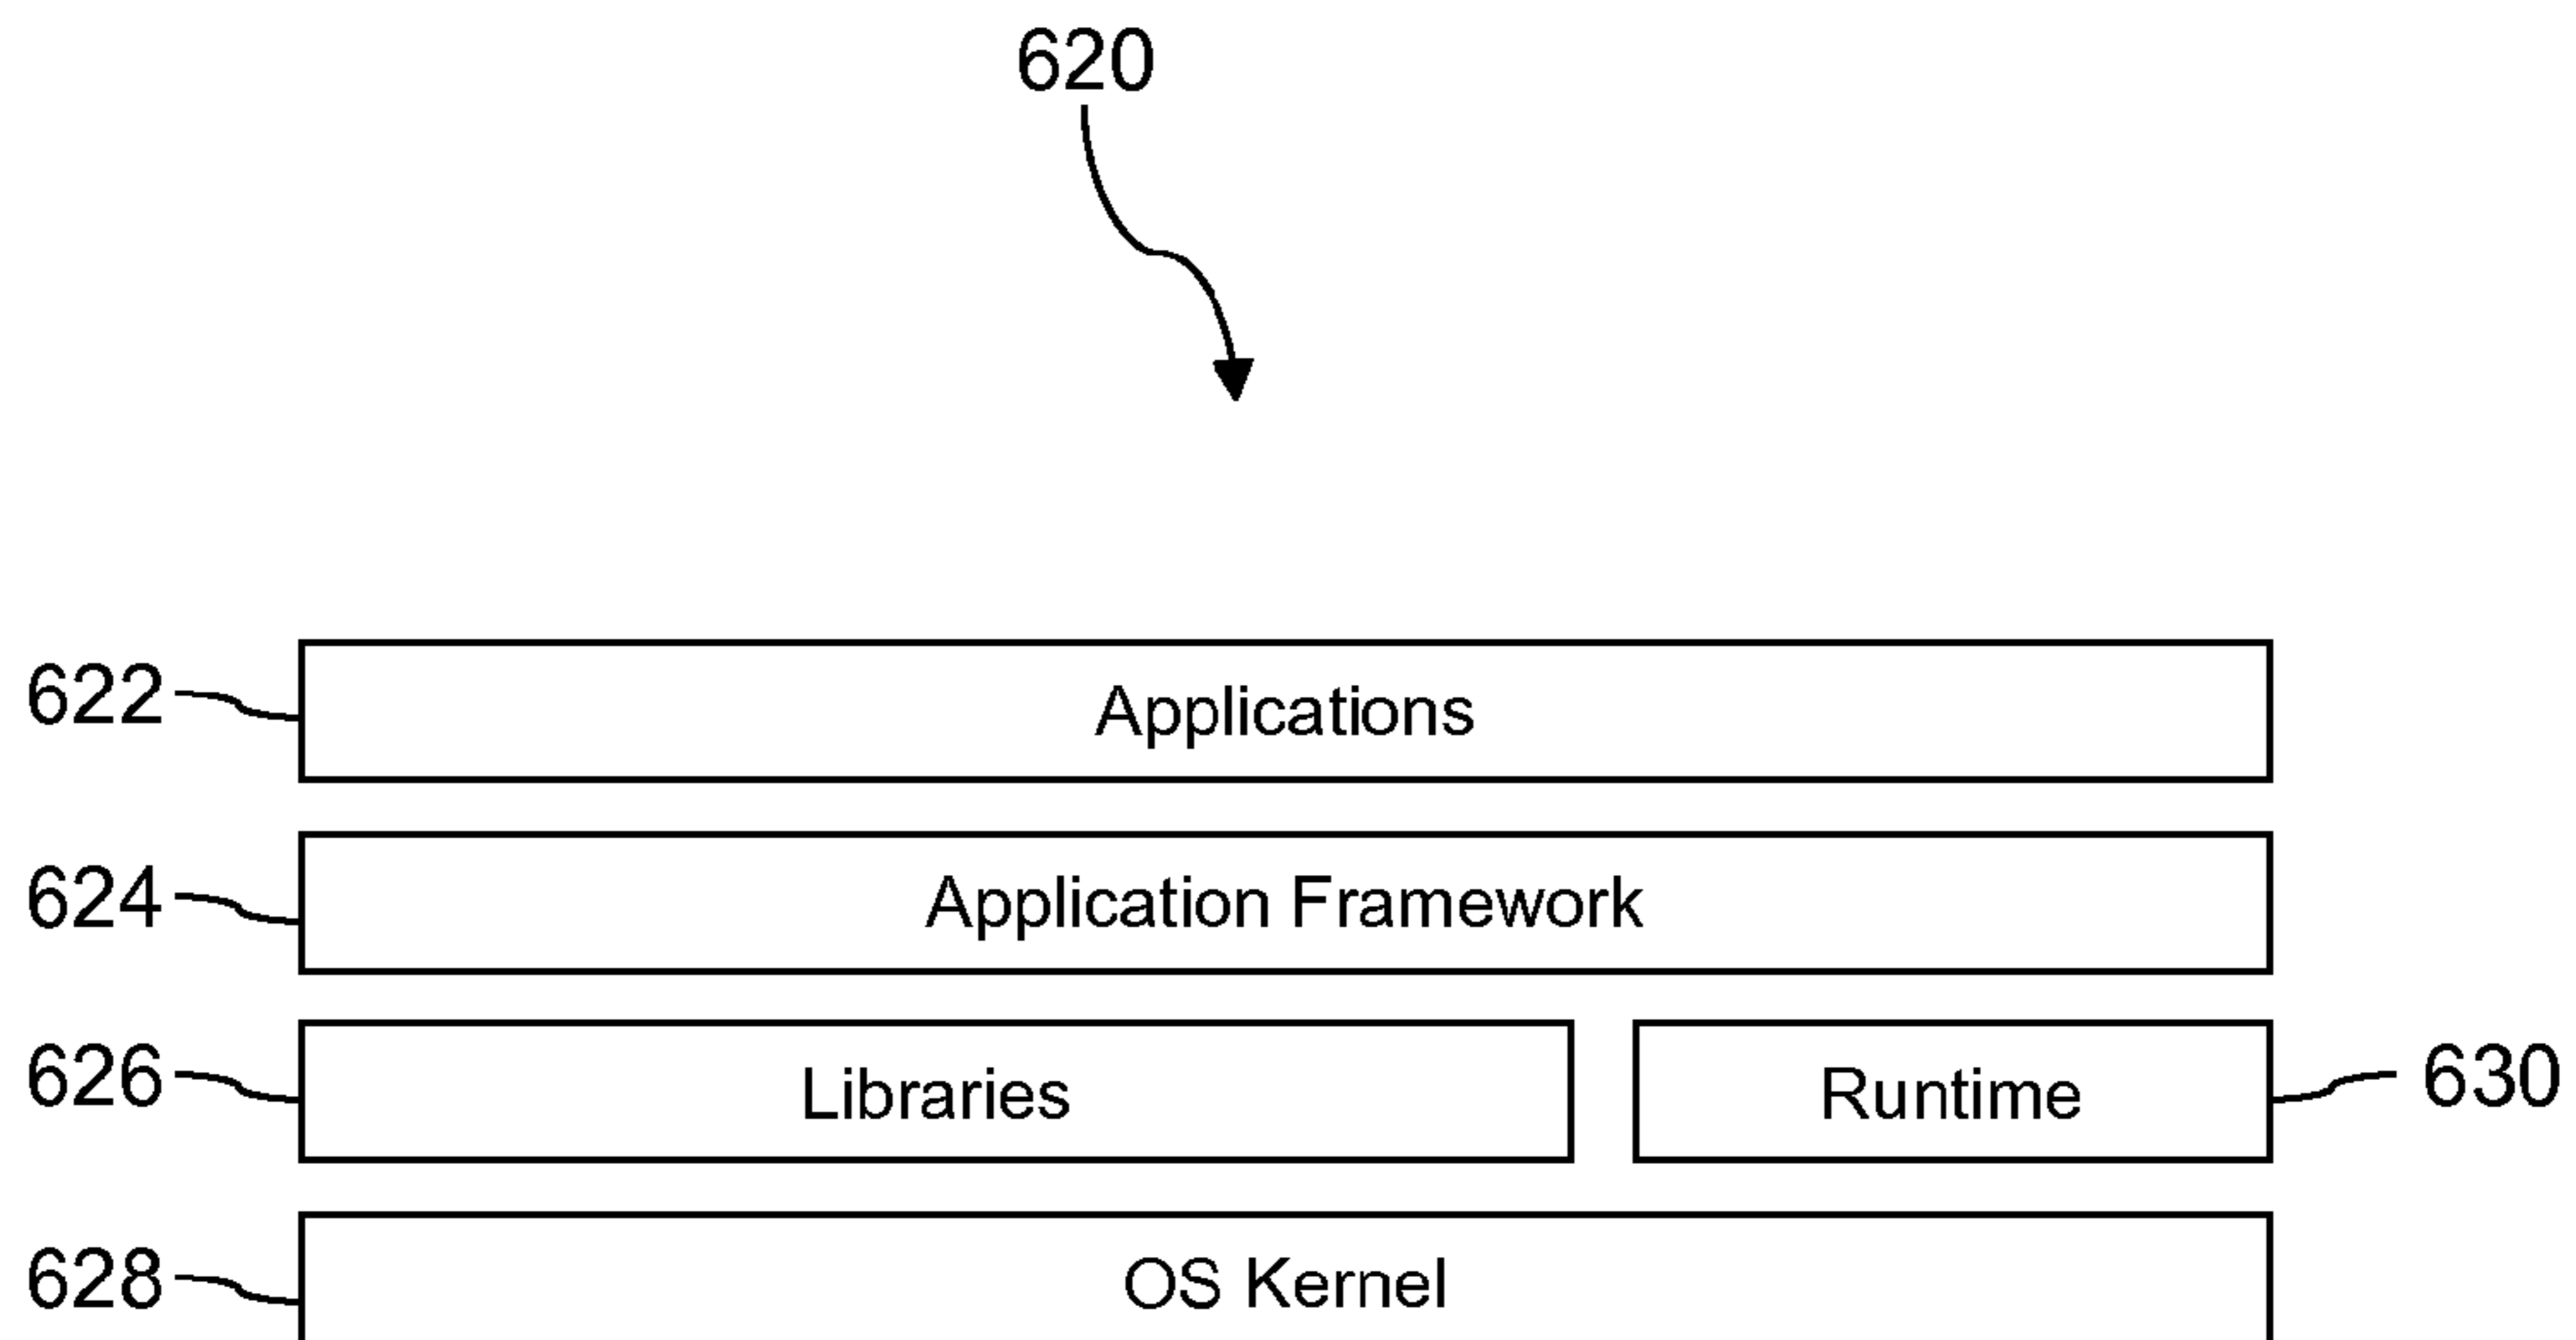 620
622 Applications
624 Application Framework
626 Libraries Runtime 630
628 OS Kernel